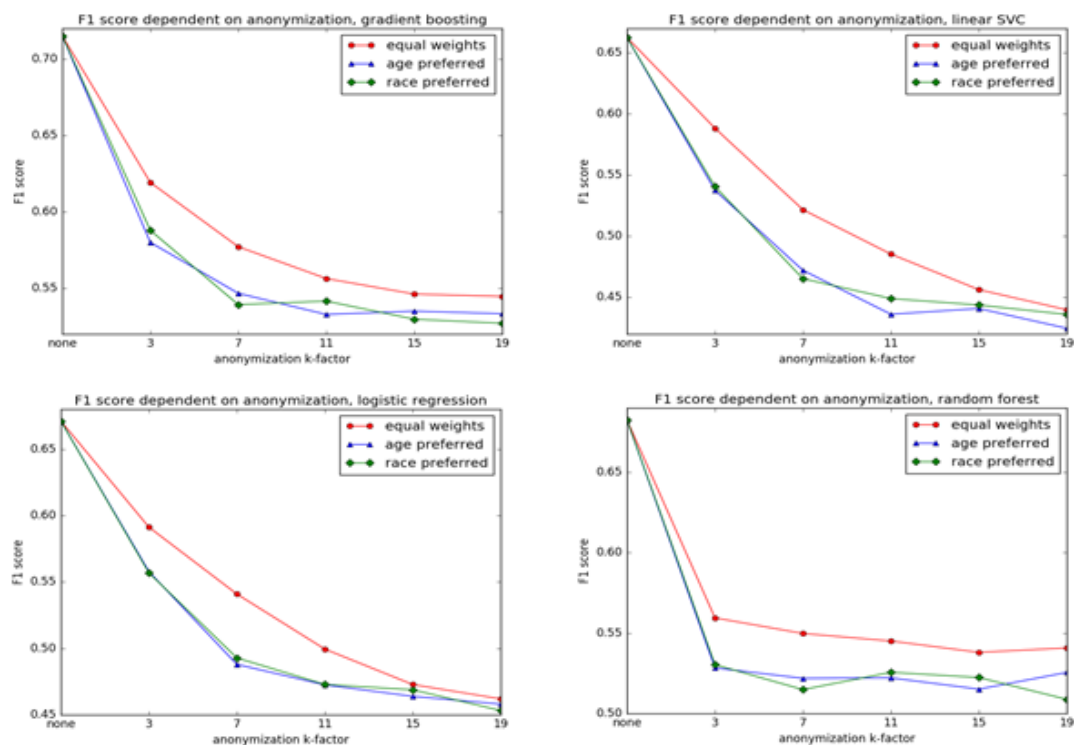 F1 score dependent on anonymization, gradient boosting
equal weights
age preferred
race preferred
0.70
0.65
0.60
0.55
F1 score
none 3 7 11 15 19
anonymization k-factor
F1 score dependent on anonymization, linear SVC
equal weights
age preferred
race preferred
0.65
0.60
0.55
0.50
0.45
F1 score
none 3 7 11 15 19
anonymization k-factor
F1 score dependent on anonymization, logistic regression
equal weights
age preferred
race preferred
0.65
0.60
0.55
0.50
0.45
F1 score
none 3 7 11 15 19
anonymization k-factor
F1 score dependent on anonymization, random forest
equal weights
age preferred
race preferred
0.65
0.60
0.55
0.50
F1 score
none 3 7 11 15 19
anonymization k-factor